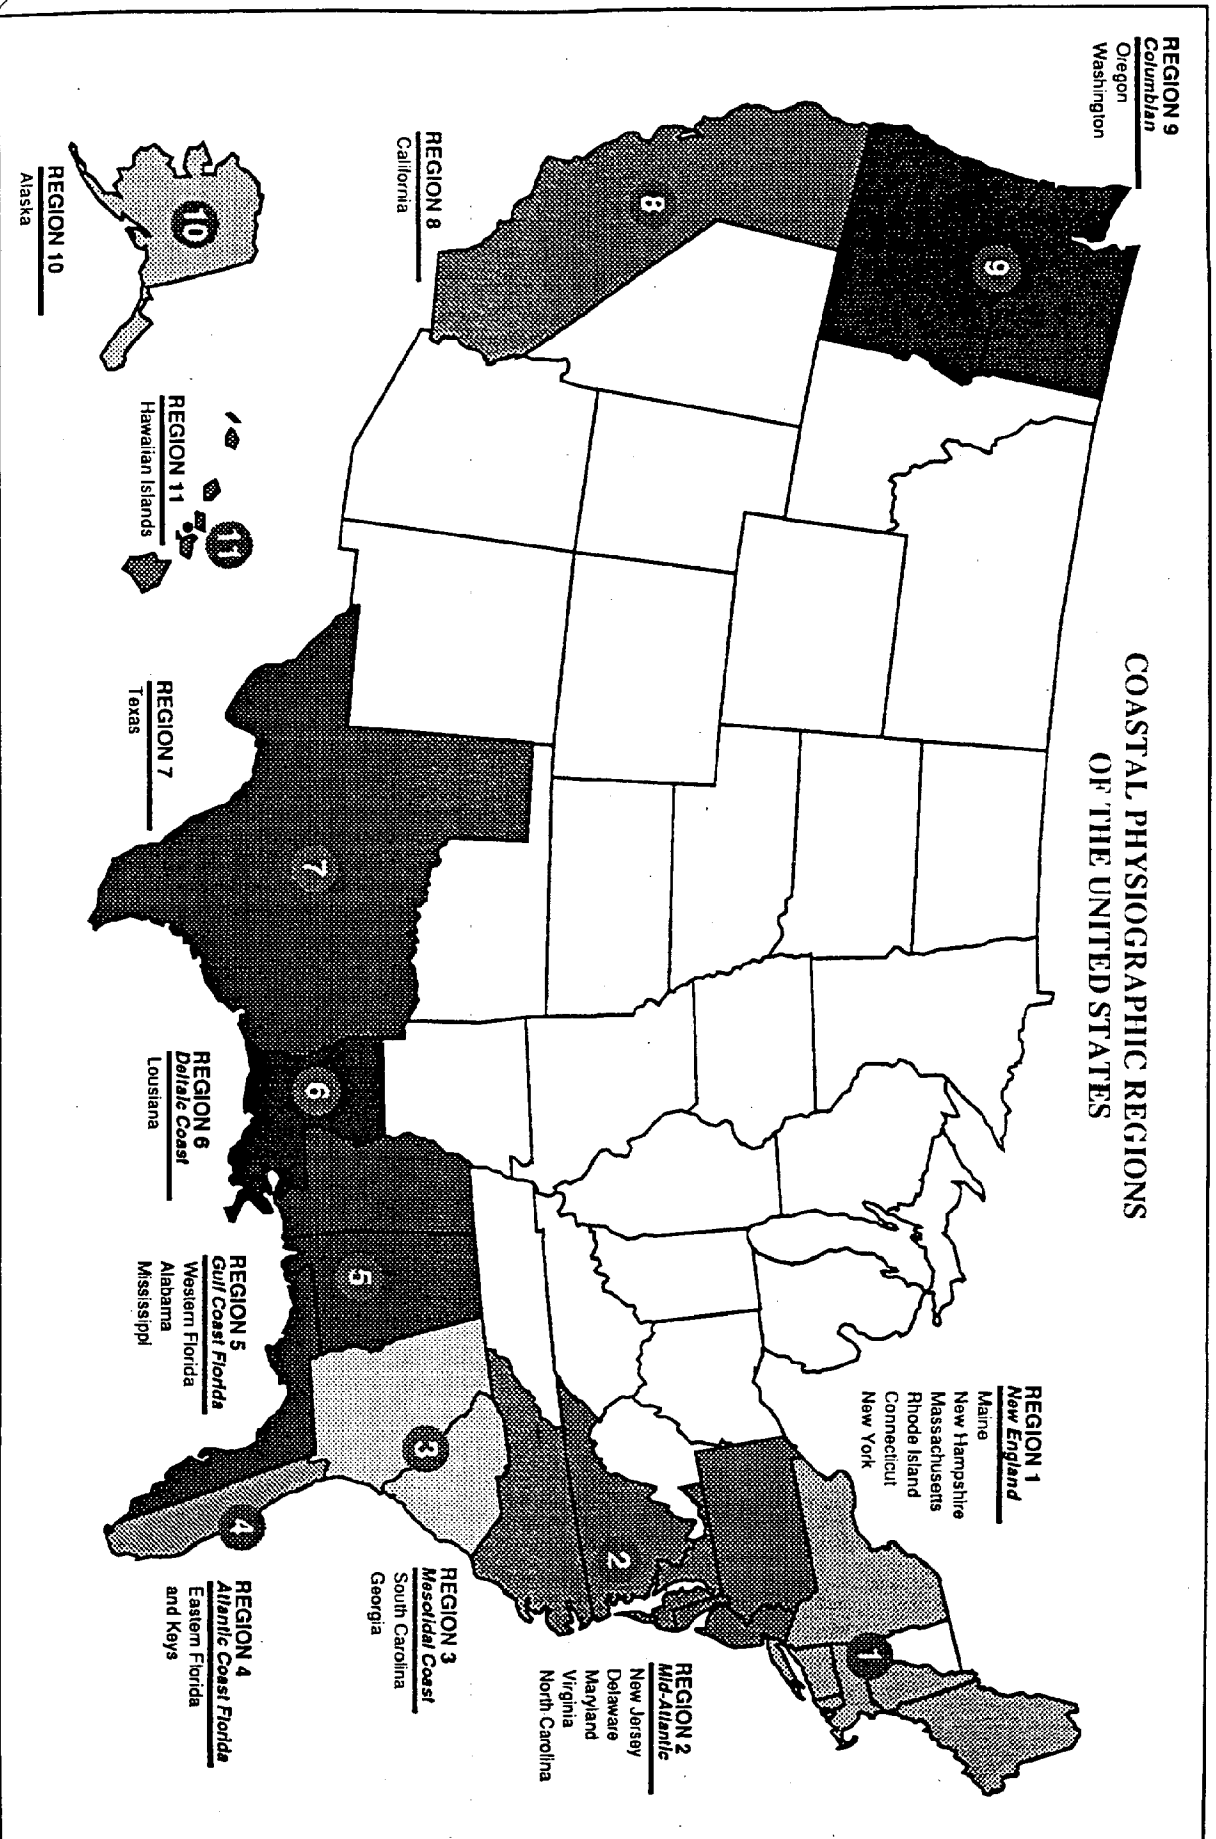 COASTAL PHYSIOGRAPHIC REGIONS
OF THE UNITED STATES
REGION 9
Columbian
Oregon
Washington
REGION 8
California
REGION 10
Alaska
REGION 11
Hawaiian Islands
REGION 7
Texas
REGION 6
Deltaic Coast
Lousiana
REGION 5
Gulf Coast Florida
Western Florida
Alabama
Mississippi
REGION 4
Atlantic Coast Florida
Eastern Florida
and Keys
REGION 3
Mesotidal Coast
South Carolina
Georgia
REGION 2
Mid-Atlantic
New Jersey
Delaware
Maryland
Virginia
North Carolina
REGION 1
New England
Maine
New Hampshire
Massachusetts
Rhode Island
Connecticut
New York
9
8
10
11
7
6
5
4
3
2
1